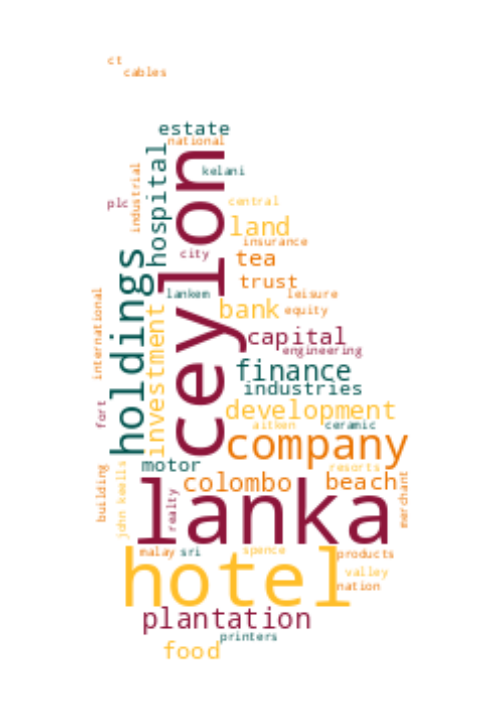 ct
cables
estate
national
hospital
ceylon
industrial
kelani
plc
central
land
insurance
city
tea
holdings
trust
lankem
leisure
international
bank
equity
investment
capital
engineering
finance
industries
fort
development
aitken
ceramic
company
motor
building
john keells
resorts
colombo
beach
merchant
realty
lanka
malay
sri
spence
products
hotel
valley
nation
plantation
printers
food